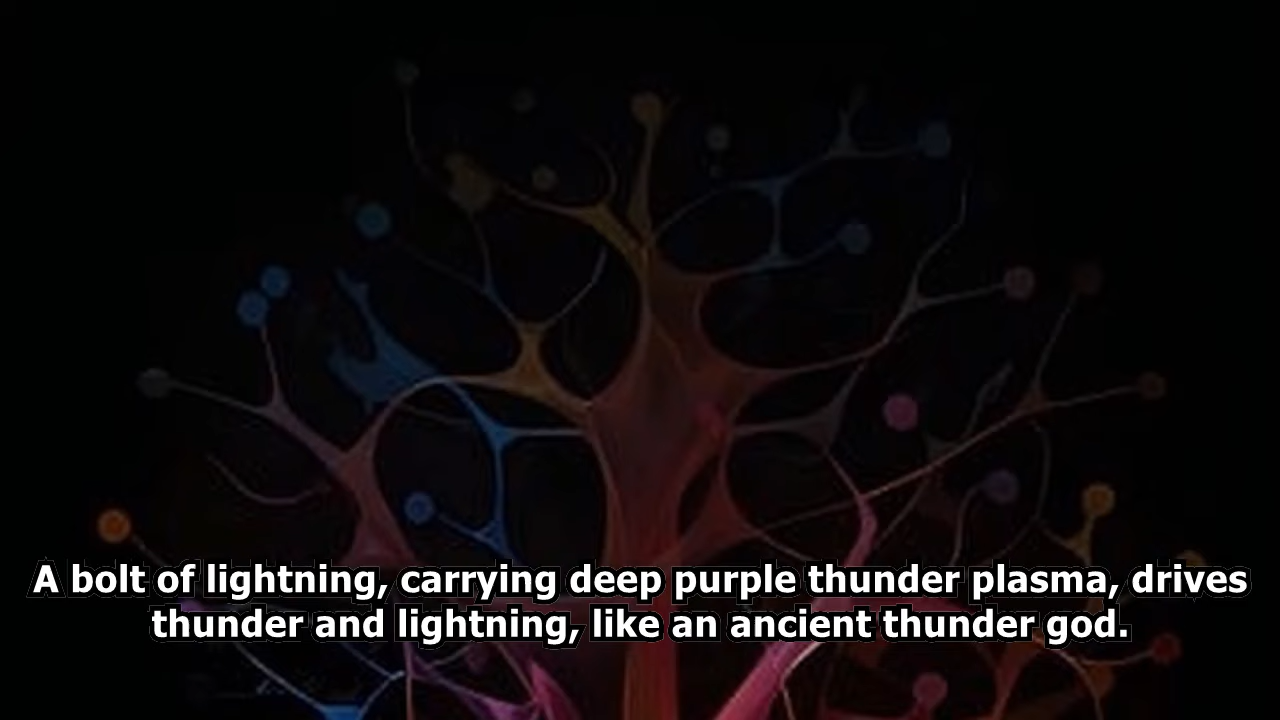 A bolt of lightning, carrying deep purple thunder plasma, drives
thunder and lightning, like an ancient thunder god.